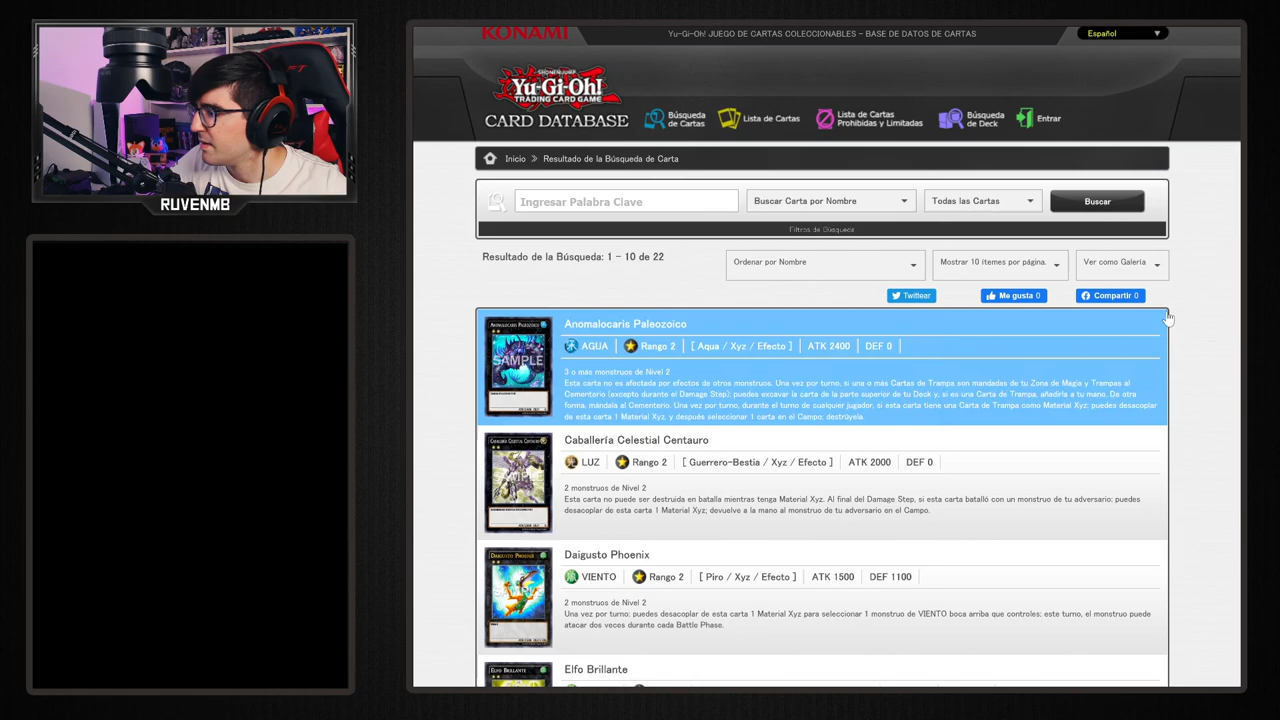 RUVENMB
KONAMI
Yu-Gi-Oh! JUEGO DE CARTAS COLECCIONABLES - BASE DE DATOS DE CARTAS
Español
SHONEN JUMP
Yu-Gi-Oh!
TRADING CARD GAME
CARD DATABASE
Búsqueda de Cartas
Lista de Cartas
Lista de Cartas Prohibidas y Limitadas
Búsqueda de Deck
Entrar
Inicio » Resultado de la Búsqueda de Carta
Ingresar Palabra Clave
Buscar Carta por Nombre
Todas las Cartas
Buscar
Filtros de Búsqueda
Resultado de la Búsqueda: 1 - 10 de 22
Ordenar por Nombre
Mostrar 10 ítemes por página.
Ver como Galería
Twittear
Me gusta 0
Compartir 0
ANOMALOCARIS PALEOZOICO
SAMPLE
Anomalocaris Paleozoico
AGUA Rango 2 [ Aqua / Xyz / Efecto ] ATK 2400 DEF 0
3 o más monstruos de Nivel 2
Esta carta no es afectada por efectos de otros monstruos. Una vez por turno, si una o más Cartas de Trampa son mandadas de tu Zona de Magia y Trampas al
Cementerio (excepto durante el Damage Step): puedes excavar la carta de la parte superior de tu Deck y, si es una Carta de Trampa, añadirla a tu mano. De otra
forma, mándala al Cementerio. Una vez por turno, durante el turno de cualquier jugador, si esta carta tiene una Carta de Trampa como Material Xyz: puedes desacoplar
de esta carta 1 Material Xyz, y después seleccionar 1 carta en el Campo; destrúyela.
CABALLERÍA CELESTIAL CENTAURO
SAMPLE
Caballería Celestial Centauro
LUZ Rango 2 [ Guerrero-Bestia / Xyz / Efecto ] ATK 2000 DEF 0
2 monstruos de Nivel 2
Esta carta no puede ser destruida en batalla mientras tenga Material Xyz. Al final del Damage Step, si esta carta batalló con un monstruo de tu adversario: puedes
desacoplar de esta carta 1 Material Xyz; devuelve a la mano al monstruo de tu adversario en el Campo.
DAIGUSTO PHOENIX
SAMPLE
Daigusto Phoenix
VIENTO Rango 2 [ Piro / Xyz / Efecto ] ATK 1500 DEF 1100
2 monstruos de Nivel 2
Una vez por turno: puedes desacoplar de esta carta 1 Material Xyz para seleccionar 1 monstruo de VIENTO boca arriba que controles; este turno, el monstruo puede
atacar dos veces durante cada Battle Phase.
ELFO BRILLANTE
Elfo Brillante